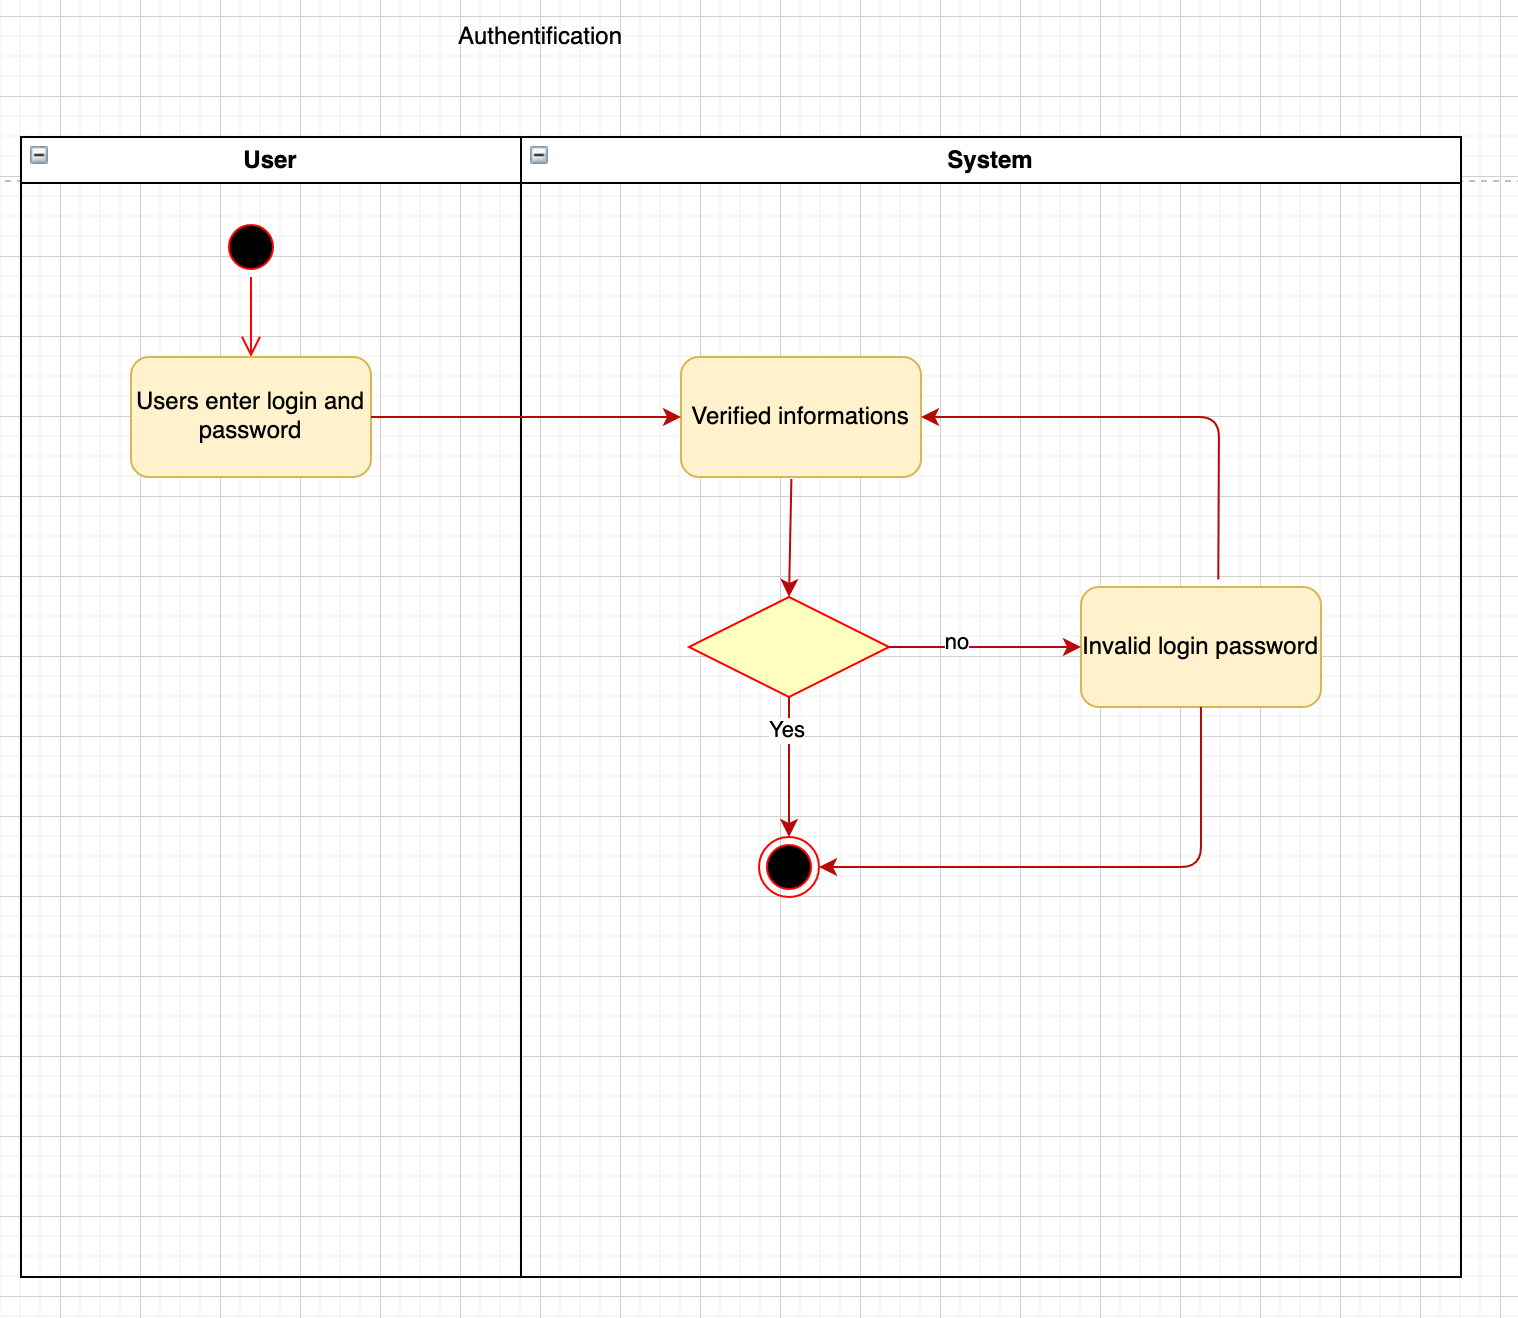 Authentification
User
System
Users enter login and
password
Verified informations
no
Invalid login password
Yes